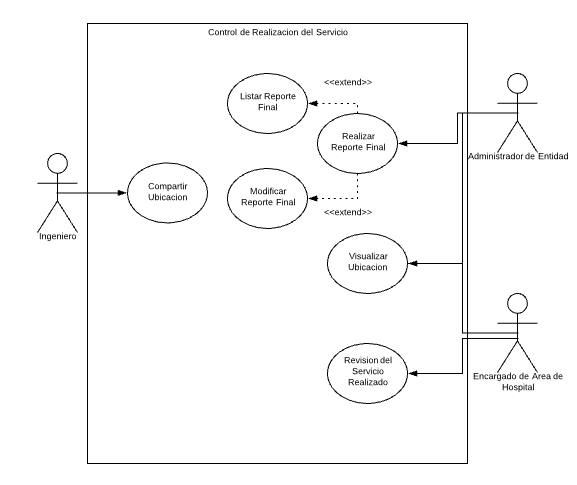 Control de Realizacion del Servicio
<<extend>>
Listar Reporte
Final
Realizar
Reporte Final
Administrador de Entidad
Compartir
Ubicacion
Modificar
Reporte Final
<<extend>>
Ingeniero
Visualizar
Ubicacion
Revision del
Servicio
Realizado
Encargado de Area de
Hospital